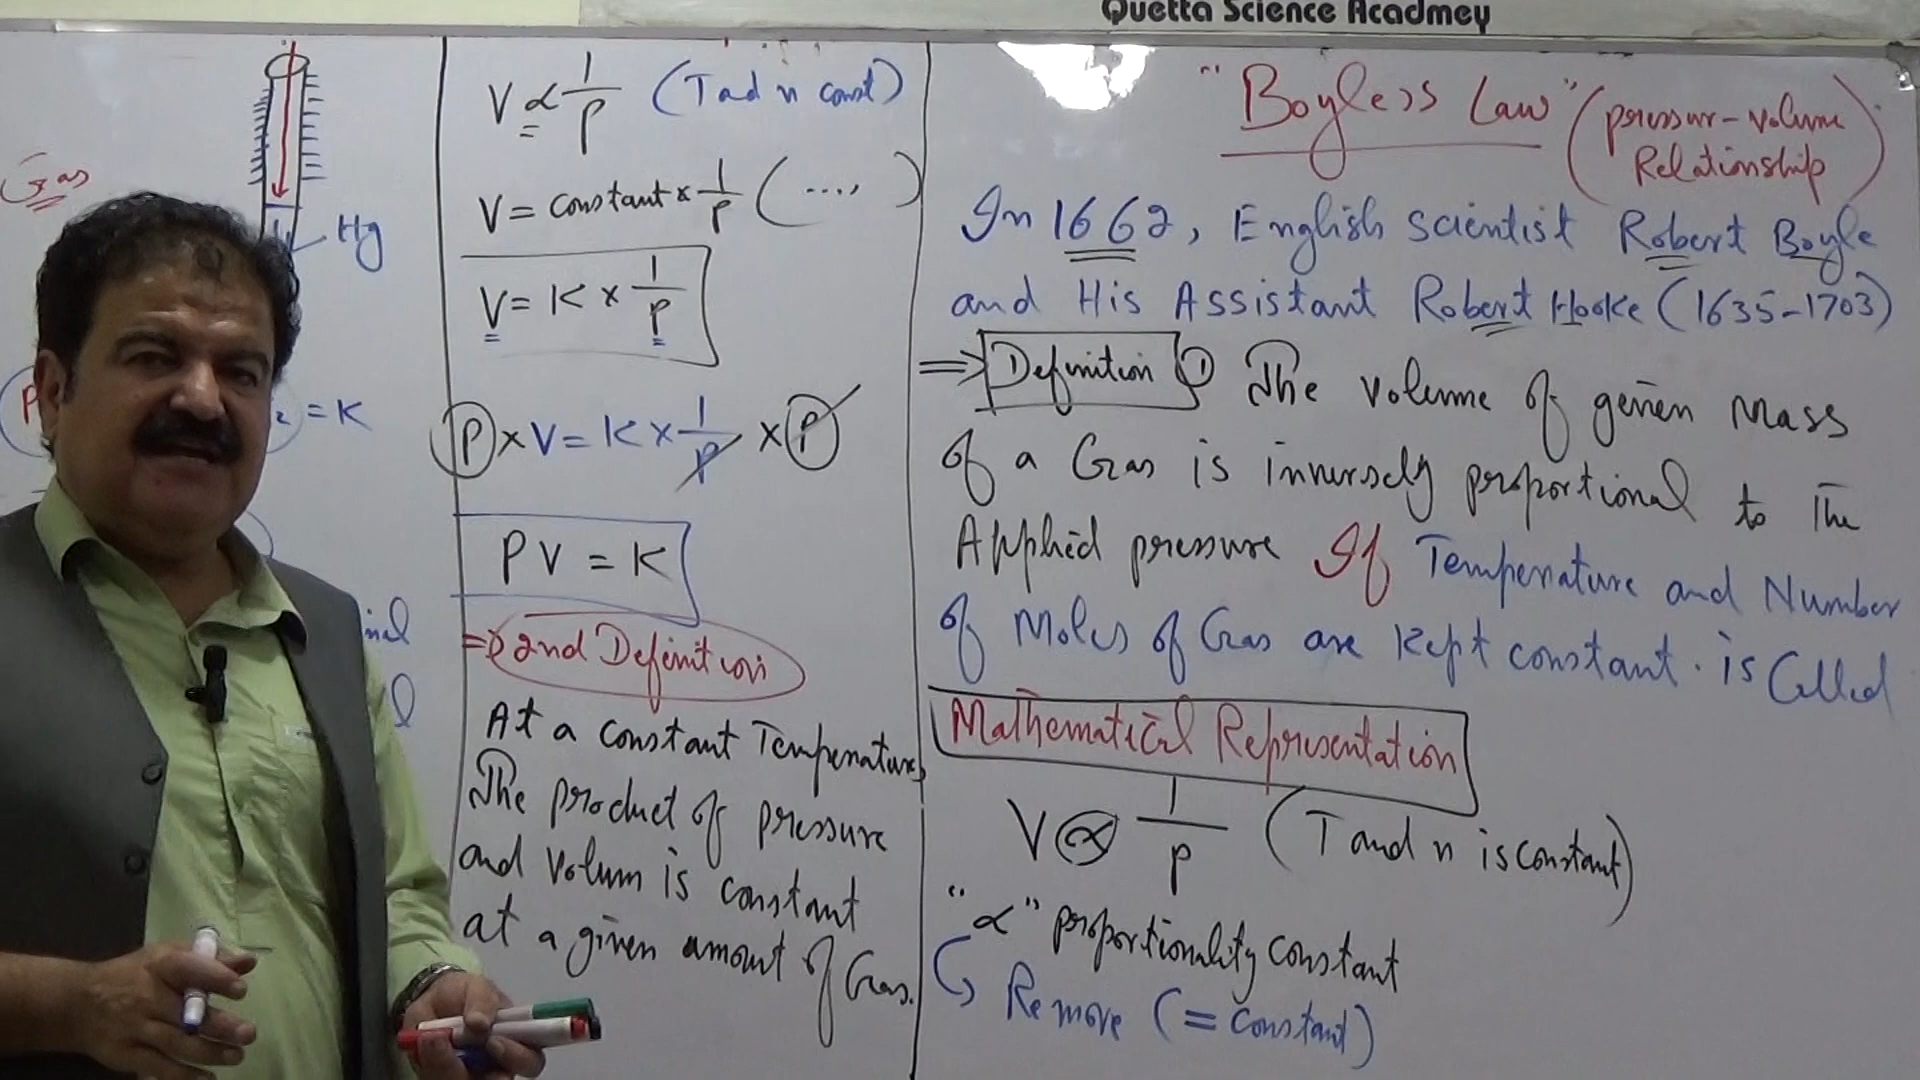 Quetta Science Acadmey
Gas
Hg
= K
V ∝ 1/P (T ad n const)
V = constant × 1/P (....,)
V = K × 1/P
P × V = K × 1/P × P
PV = K
⇒ 2nd Definition
At a constant Temperature,
The product of pressure
and volum is constant
at a given amount of Gas.
"Boyless Law" (pressur-volume
Relationship)
In 1662, English scientist Robert Boyle
and His Assistant Robert Hooke (1635-1703)
⇒ Definition ① The volume of geiven Mass
of a Gas is inversely proportional to The
Applied pressure If Temperature and Number
of Moles of Gas are Kept constant. is Called
Mathematical Representation
V ∝ 1/P (T and n is constant)
"∝" proportionality constant
Remove (= constant)